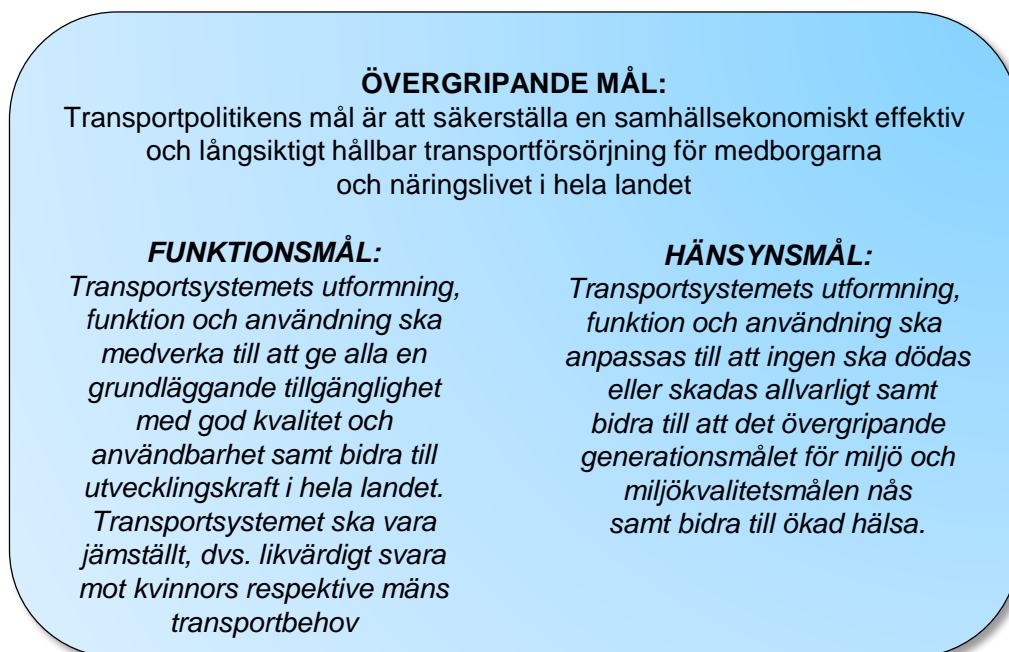 ÖVERGRIPANDE MÅL:
Transportpolitikens mål är att säkerställa en samhällsekonomiskt effektiv
och långsiktigt hållbar transportförsörjning för medborgarna
och näringslivet i hela landet
FUNKTIONSMÅL:
Transportsystemets utformning,
funktion och användning ska
medverka till att ge alla en
grundläggande tillgänglighet
med god kvalitet och
användbarhet samt bidra till
utvecklingskraft i hela landet.
Transportsystemet ska vara
jämställt, dvs. likvärdigt svara
mot kvinnors respektive mäns
transportbehov
HÄNSYNSMÅL:
Transportsystemets utformning,
funktion och användning ska
anpassas till att ingen ska dödas
eller skadas allvarligt samt
bidra till att det övergripande
generationsmålet för miljö och
miljökvalitetsmålen nås
samt bidra till ökad hälsa.